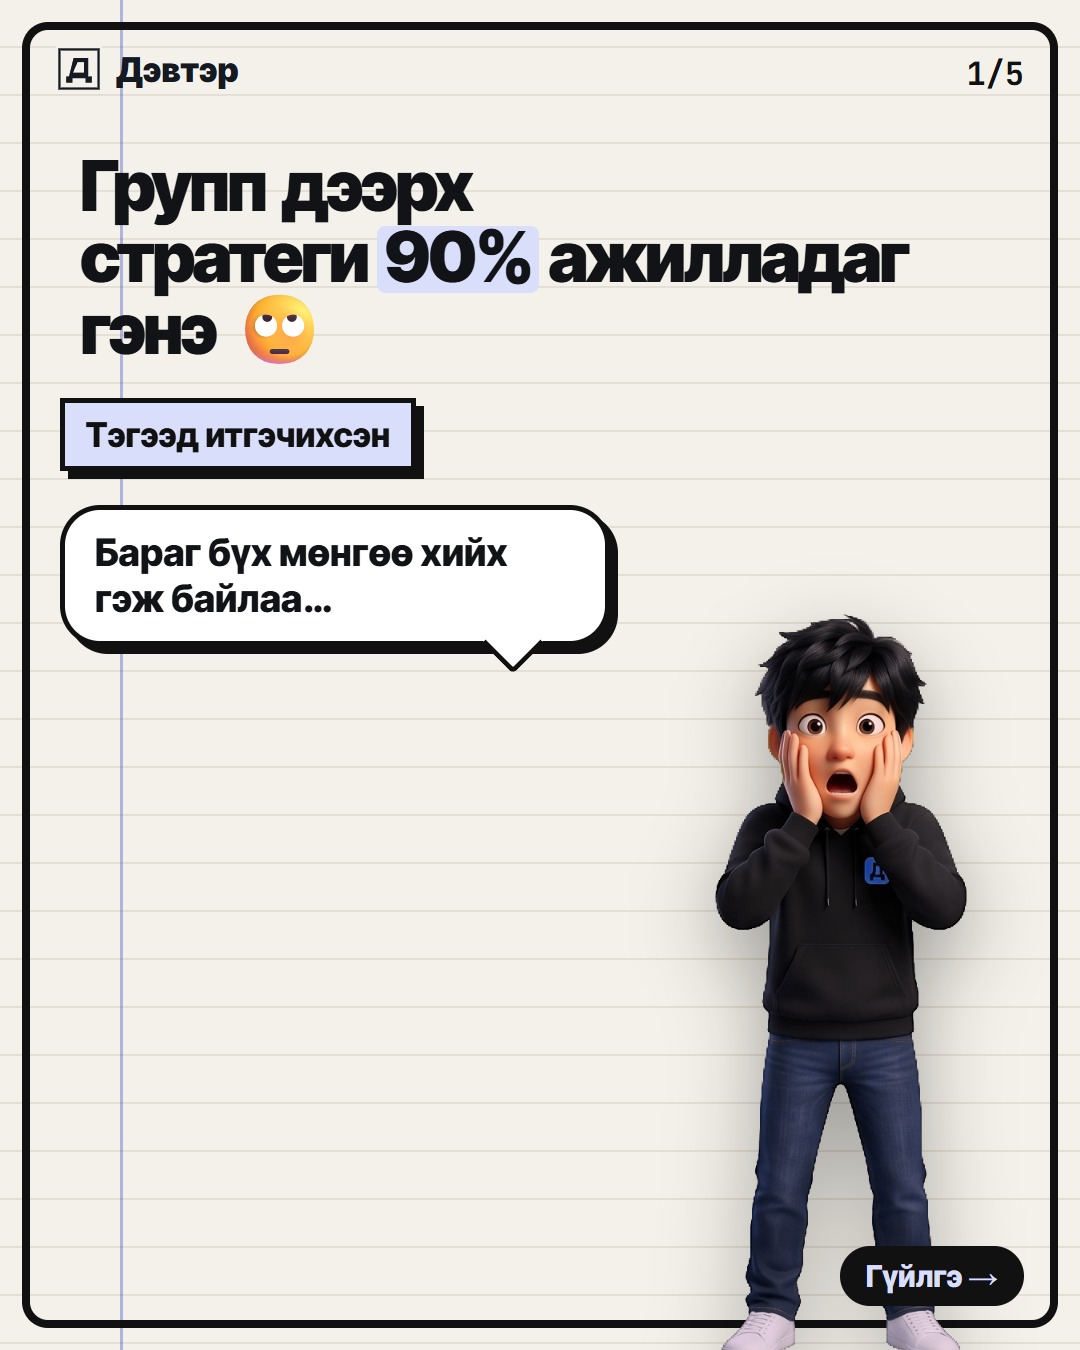 Д Дэвтэр
1/5
Групп дээрх
стратеги 90% ажилладаг
гэнэ 🙄
Тэгээд итгэчихсэн
Бараг бүх мөнгөө хийх
гэж байлаа...
Д
Гүйлгэ →